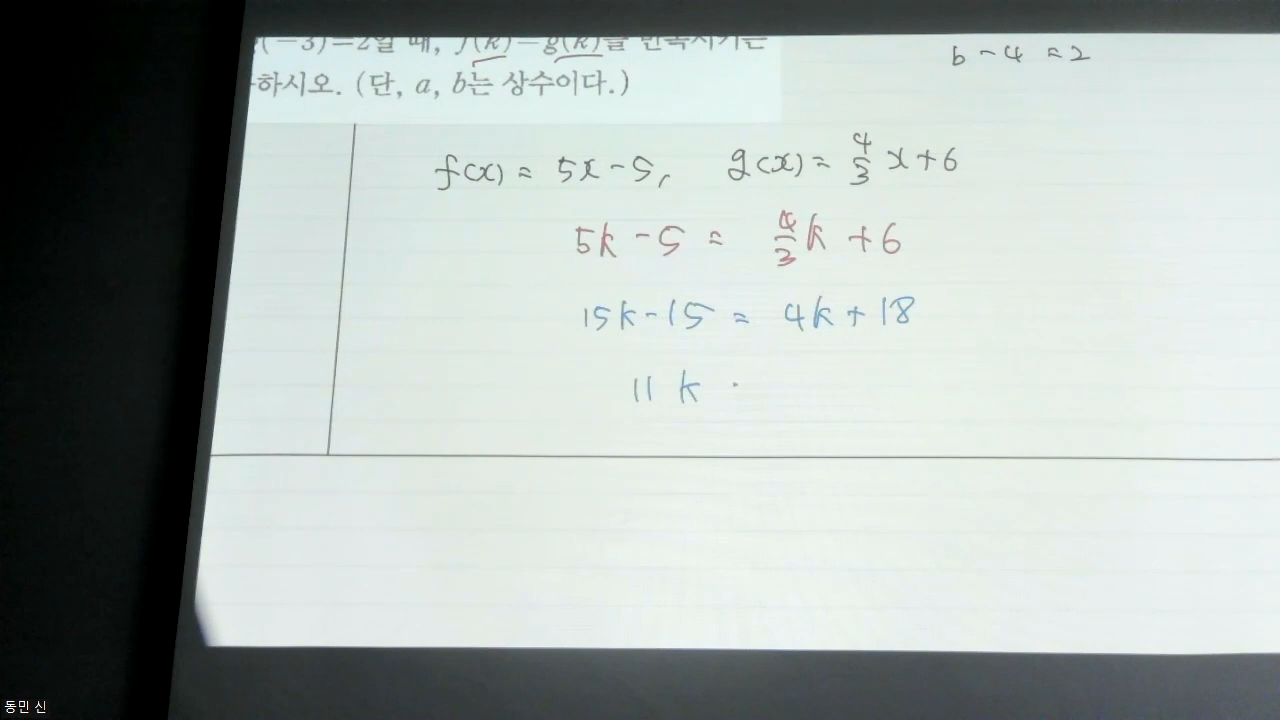 (-3)=2일 때, f(k)=g(k)를 만족시키는
하시오. (단, a, b는 상수이다.)
b-4=2
f(x)=5x-5, g(x)=4/3 x+6
5k-5=4/3 k+6
15k-15=4k+18
11k
동민 신